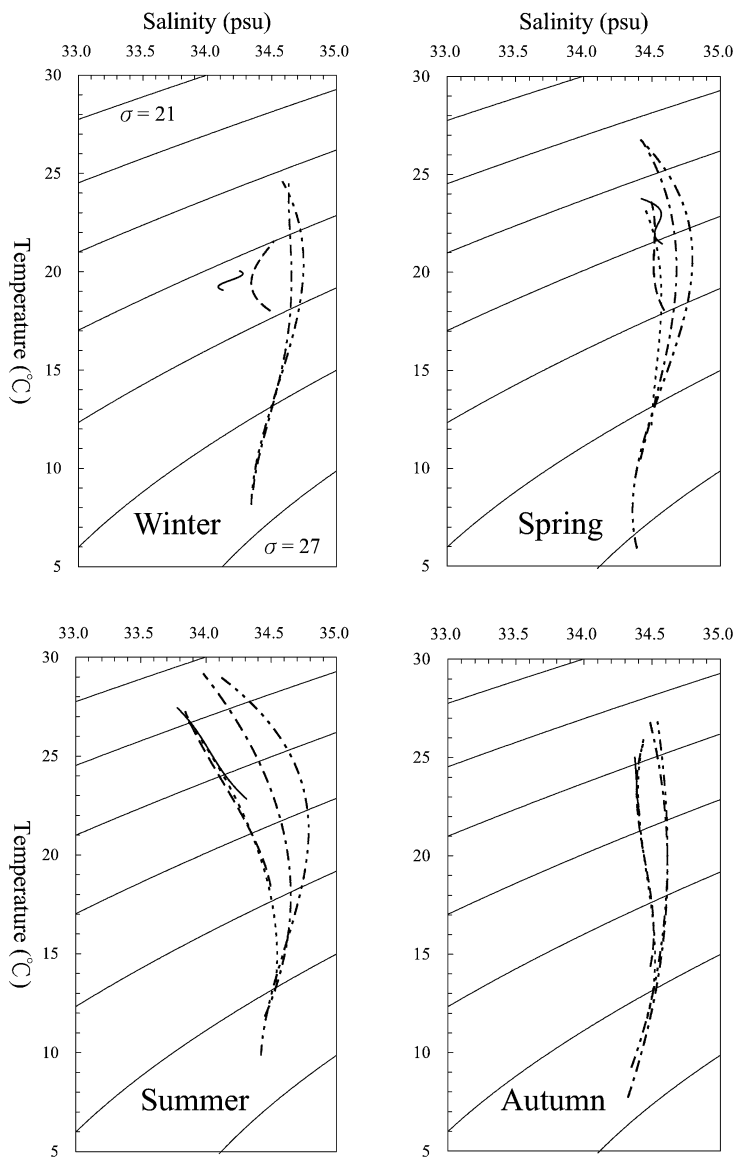 Salinity (psu) Salinity (psu)
33.0 33.5 34.0 34.5 35.0 33.0 33.5 34.0 34.5 35.0
30 30
σ = 21
25 25
20 20
Temperature (℃)
15 15
10 10
Winter Spring
σ = 27
5 5
33.0 33.5 34.0 34.5 35.0 33.0 33.5 34.0 34.5 35.0
30 30
25 25
20 20
Temperature (℃)
15 15
10 10
Summer Autumn
5 5